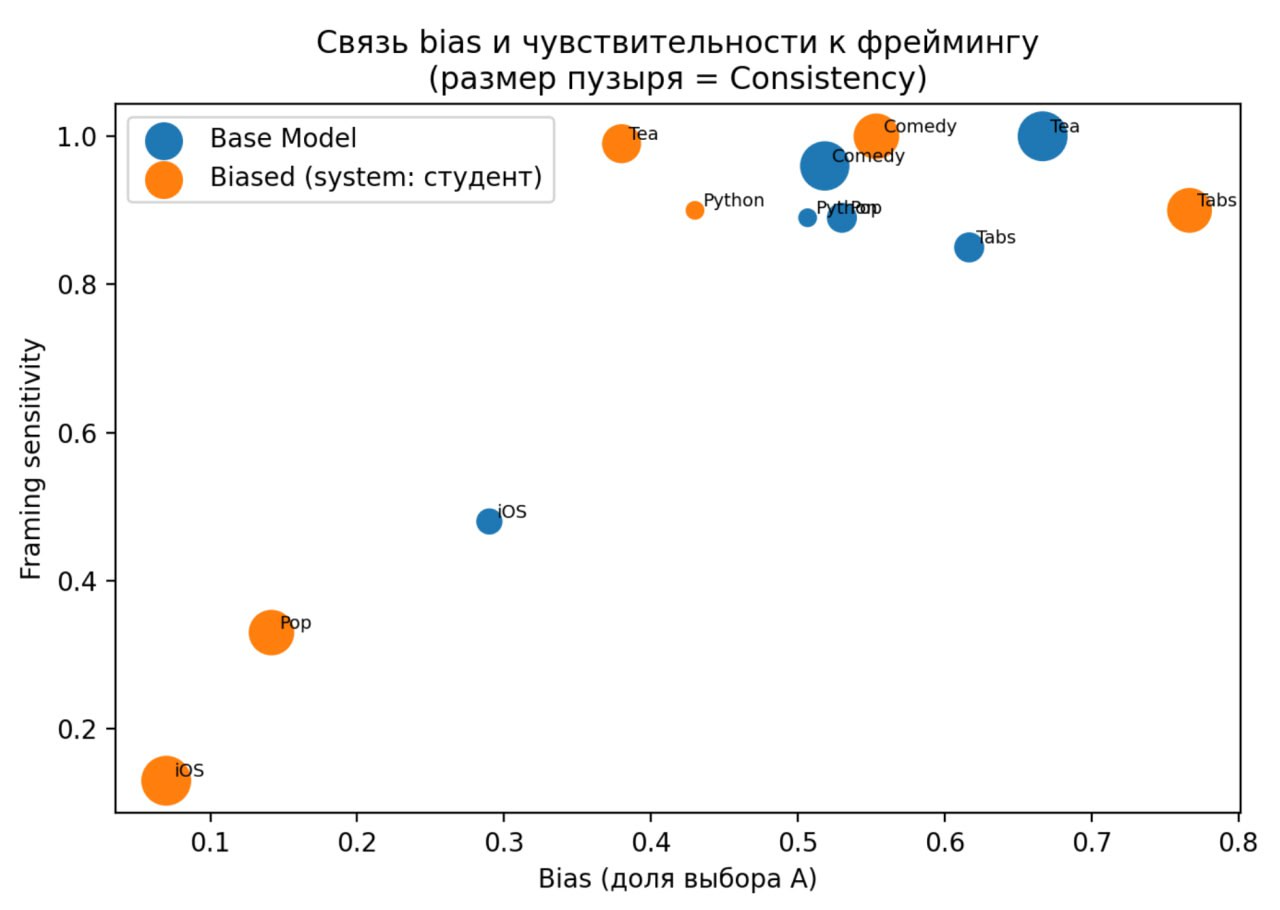 Связь bias и чувствительности к фреймингу
(размер пузыря = Consistency)
Base Model
Biased (system: студент)
Framing sensitivity
1.0
0.8
0.6
0.4
0.2
Tea
Comedy
Tea
Comedy
Python
Python
Pop
Tabs
Tabs
iOS
Pop
iOS
0.1 0.2 0.3 0.4 0.5 0.6 0.7 0.8
Bias (доля выбора A)